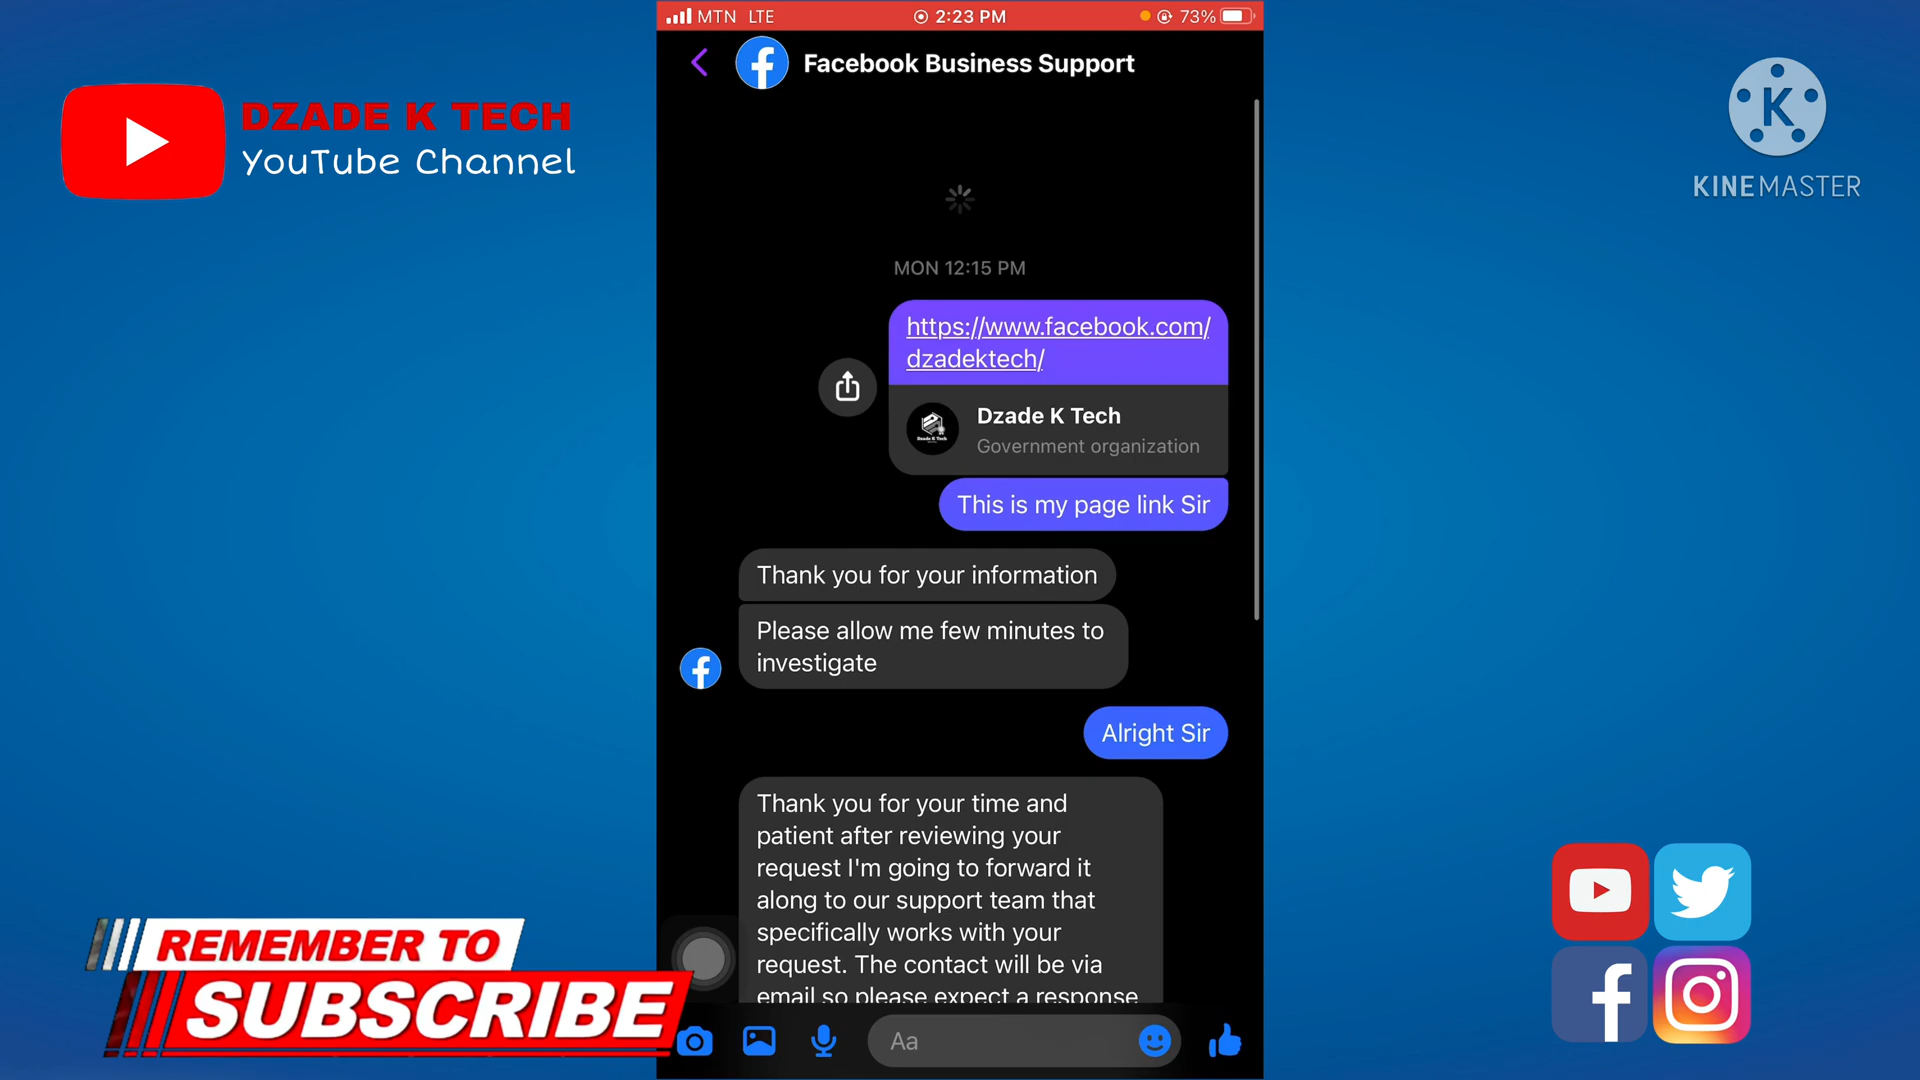 MTN LTE 2:23 PM 73%
Facebook Business Support
DZADE K TECH
YouTube Channel
K
KINEMASTER
MON 12:15 PM
https://www.facebook.com/
dzadektech/
Dzade K Tech
Government organization
This is my page link Sir
Thank you for your information
Please allow me few minutes to
investigate
Alright Sir
Thank you for your time and
patient after reviewing your
request I'm going to forward it
along to our support team that
specifically works with your
request. The contact will be via
email so please expect a response
REMEMBER TO
SUBSCRIBE
Aa